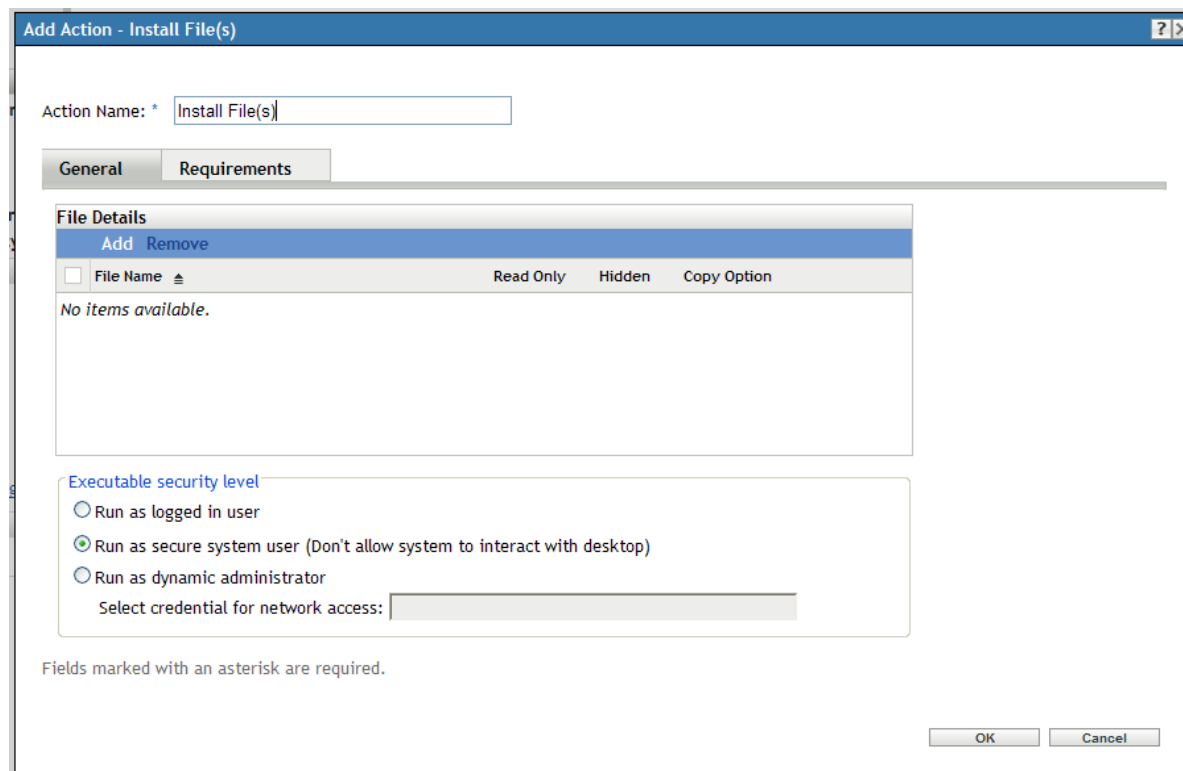 Add Action - Install File(s)
?
Action Name: * Install File(s)
General Requirements
File Details
Add Remove
File Name Read Only Hidden Copy Option
No items available.
Executable security level
Run as logged in user
Run as secure system user (Don't allow system to interact with desktop)
Run as dynamic administrator
Select credential for network access:
Fields marked with an asterisk are required.
OK Cancel